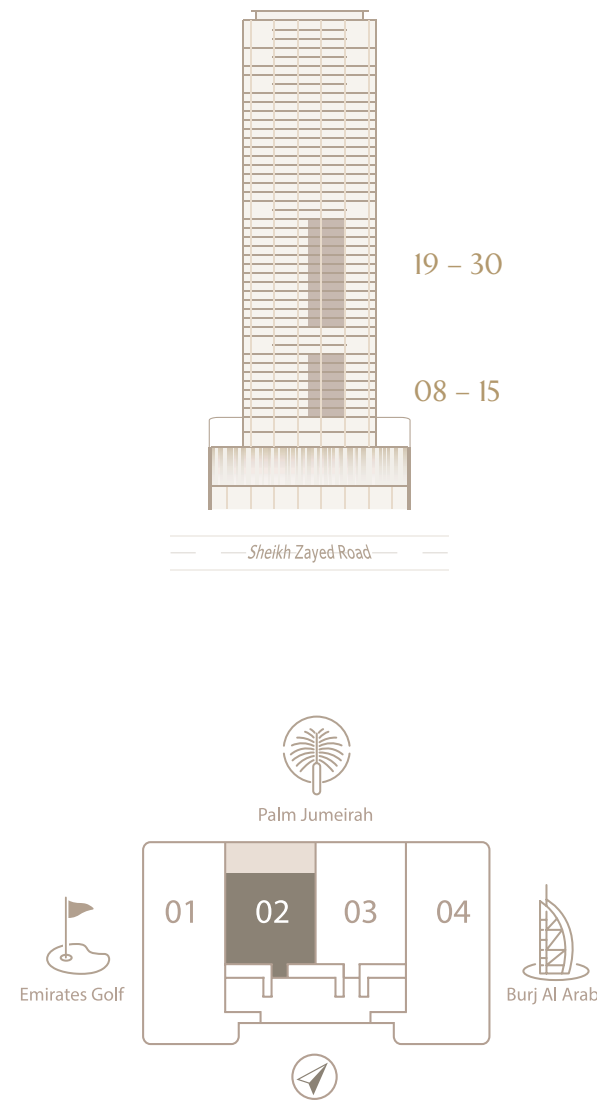 19 – 30
08 – 15
Sheikh Zayed Road
Palm Jumeirah
01
02
03
04
Emirates Golf
Burj Al Arab